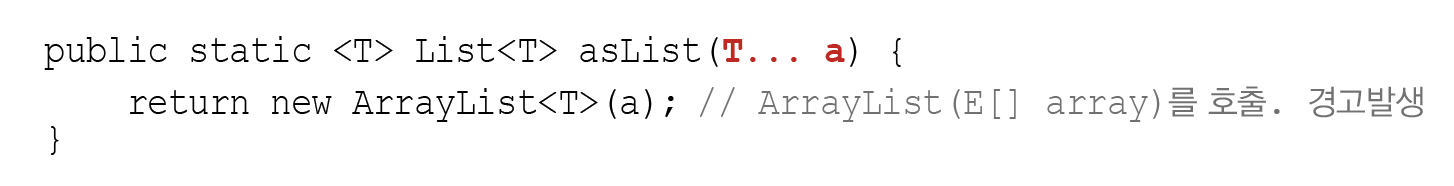 public static <T> List<T> asList(T... a) {
    return new ArrayList<T>(a); // ArrayList(E[] array)를 호출. 경고발생
}